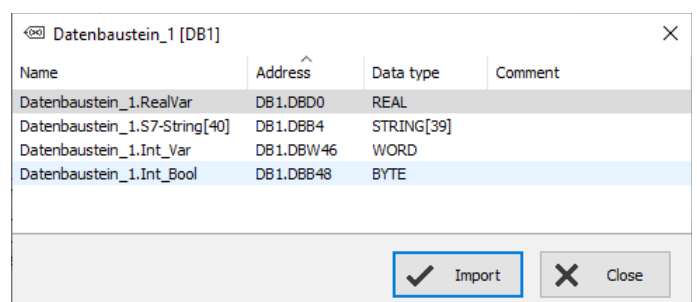 Datenbaustein_1 [DB1]
Name Address Data type Comment
Datenbaustein_1.RealVar DB1.DBD0 REAL
Datenbaustein_1.S7-String[40] DB1.DBB4 STRING[39]
Datenbaustein_1.Int_Var DB1.DBW46 WORD
Datenbaustein_1.Int_Bool DB1.DBB48 BYTE
Import Close